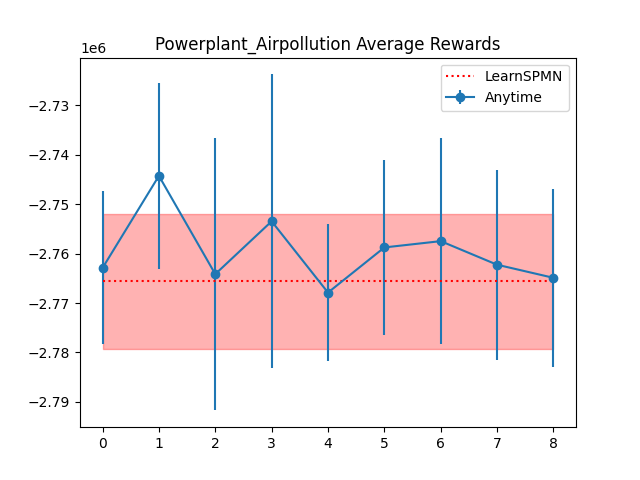 Powerplant_Airpollution Average Rewards
1e6
LearnSPMN
Anytime
−2.73
−2.74
−2.75
−2.76
−2.77
−2.78
−2.79
0 1 2 3 4 5 6 7 8